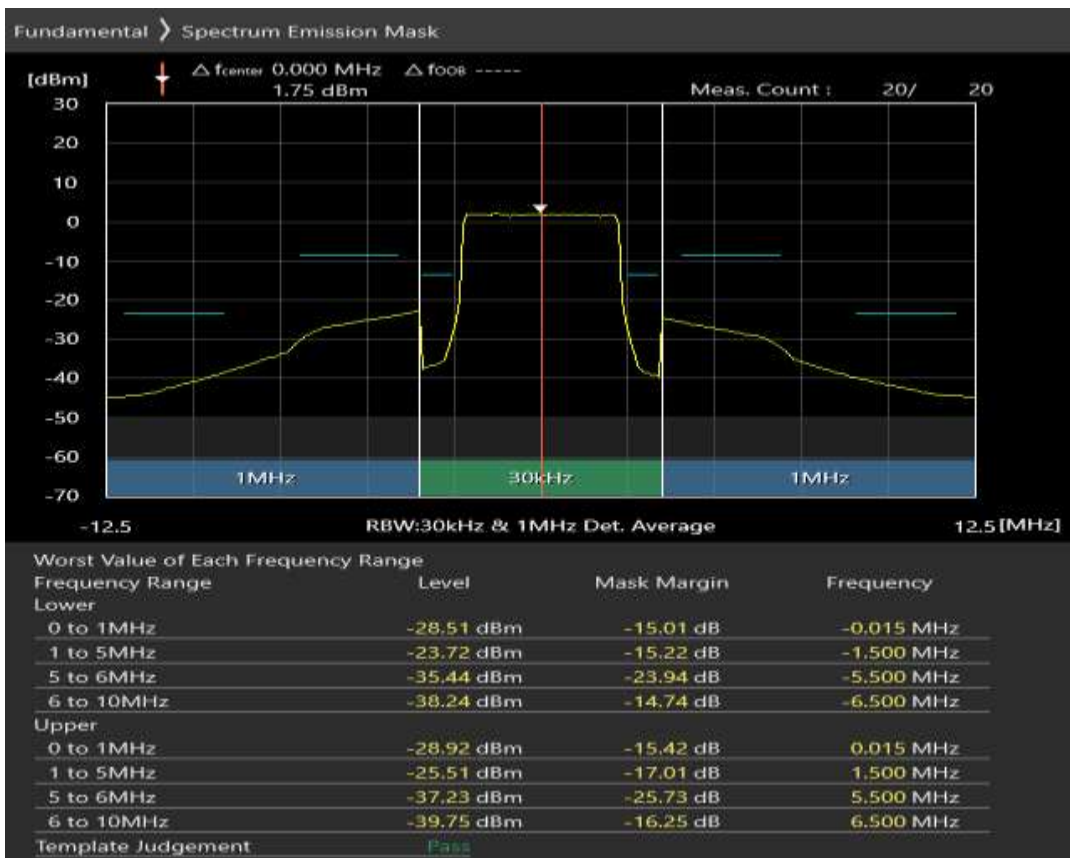 Fundamental 〉 Spectrum Emission Mask
[dBm] △ fcenter 0.000 MHz △ fOOB -----
1.75 dBm Meas. Count : 20/ 20
30
20
10
0
-10
-20
-30
-40
-50
-60
-70
1MHz 30kHz 1MHz
-12.5 RBW:30kHz & 1MHz Det. Average 12.5 [MHz]
Worst Value of Each Frequency Range
Frequency Range Level Mask Margin Frequency
Lower
0 to 1MHz -28.51 dBm -15.01 dB -0.015 MHz
1 to 5MHz -23.72 dBm -15.22 dB -1.500 MHz
5 to 6MHz -35.44 dBm -23.94 dB -5.500 MHz
6 to 10MHz -38.24 dBm -14.74 dB -6.500 MHz
Upper
0 to 1MHz -28.92 dBm -15.42 dB 0.015 MHz
1 to 5MHz -25.51 dBm -17.01 dB 1.500 MHz
5 to 6MHz -37.23 dBm -25.73 dB 5.500 MHz
6 to 10MHz -39.75 dBm -16.25 dB 6.500 MHz
Template Judgement Pass